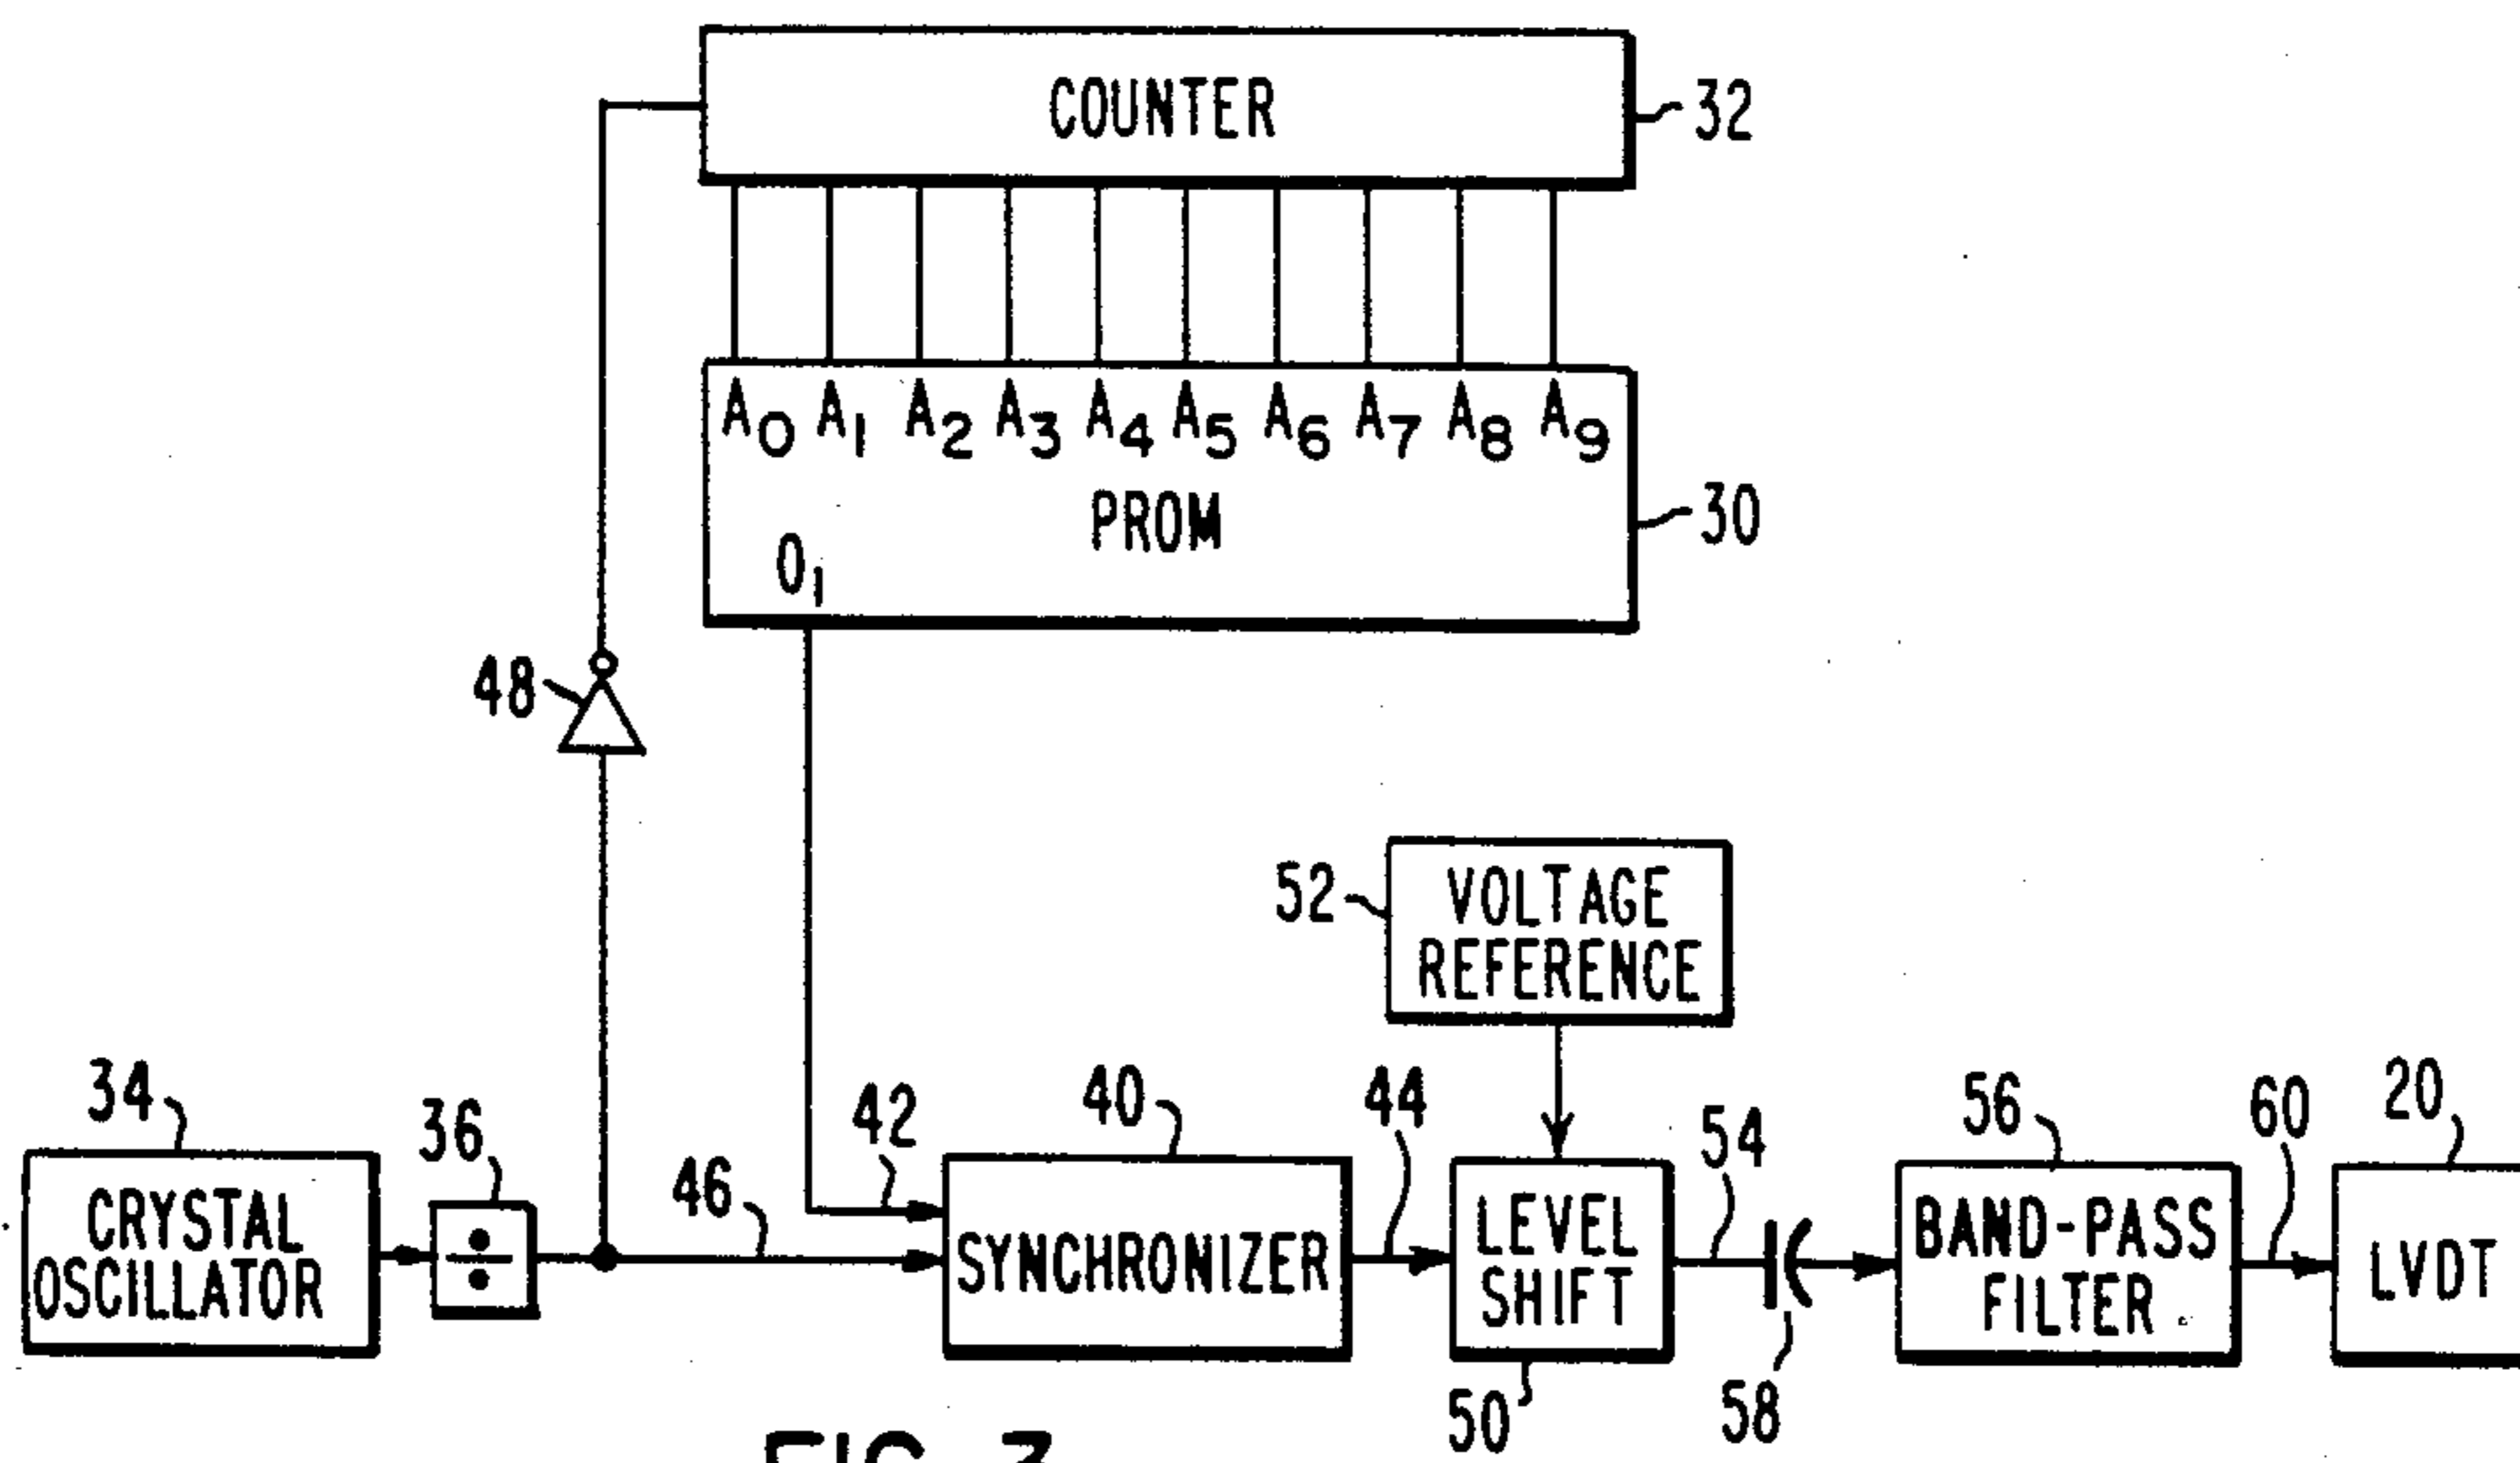 COUNTER
32
A0 A1 A2 A3 A4 A5 A6 A7 A8 A9
PROM
30
O1
48
52
VOLTAGE
REFERENCE
34
36
46
42
40
44
54
56
60
20
CRYSTAL
OSCILLATOR
÷
SYNCHRONIZER
LEVEL
SHIFT
BAND-PASS
FILTER
LVDT
50
58